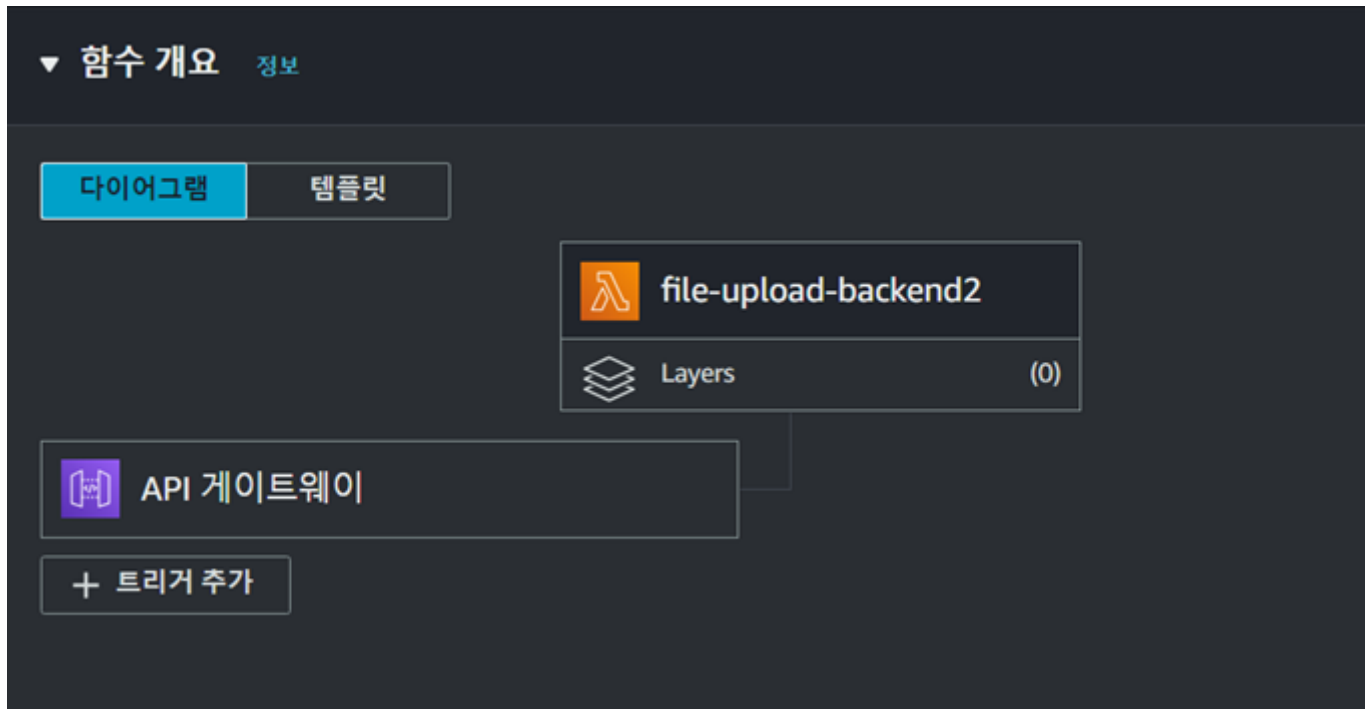 ▼ 함수 개요 정보
다이어그램 템플릿
file-upload-backend2
Layers (0)
API 게이트웨이
+ 트리거 추가